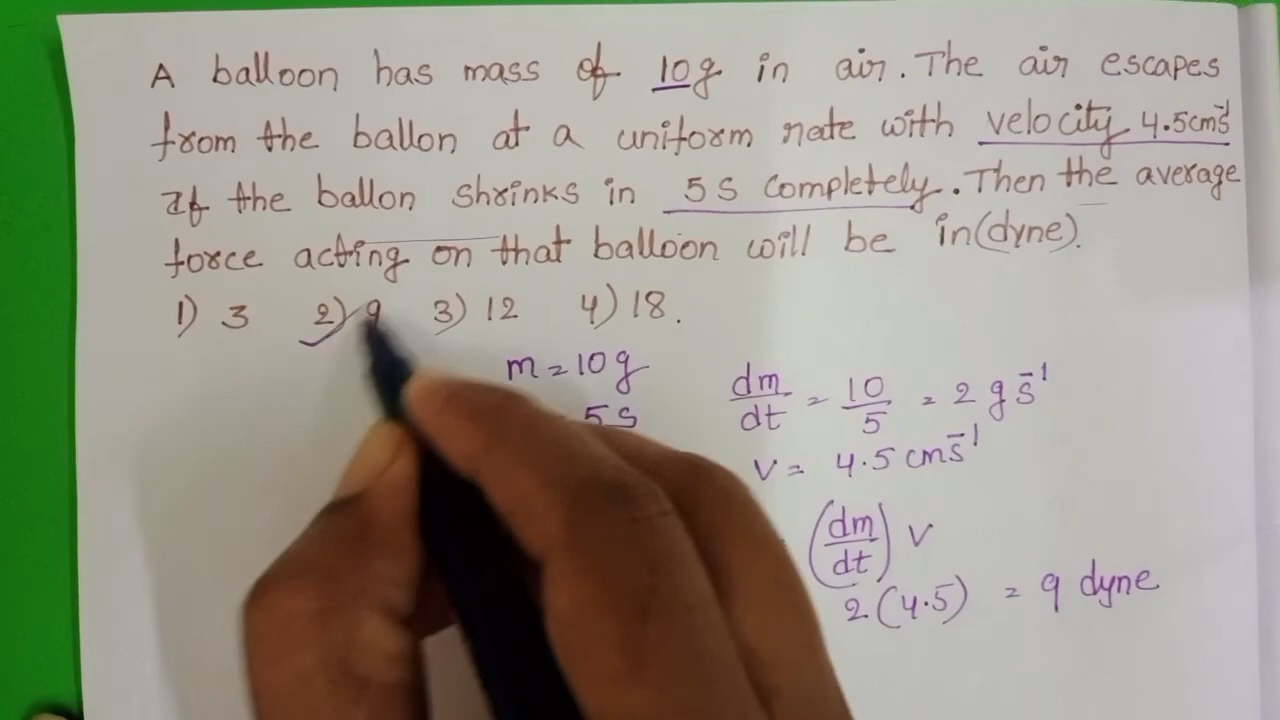 A balloon has mass of 10g in air. The air escapes
from the ballon at a uniform rate with velocity 4.5cms⁻¹
If the ballon shrinks in 5S completely. Then the average
force acting on that balloon will be in(dyne).
1) 3 2) 9 3) 12 4) 18.
m = 10g
5s
dm/dt = 10/5 = 2 g s⁻¹
v = 4.5 cm s⁻¹
(dm/dt) v
2(4.5) = 9 dyne